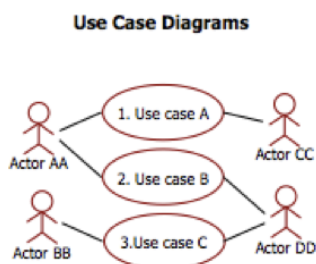 Use Case Diagrams
1. Use case A
Actor AA
Actor CC
2. Use case B
3.Use case C
Actor BB
Actor DD